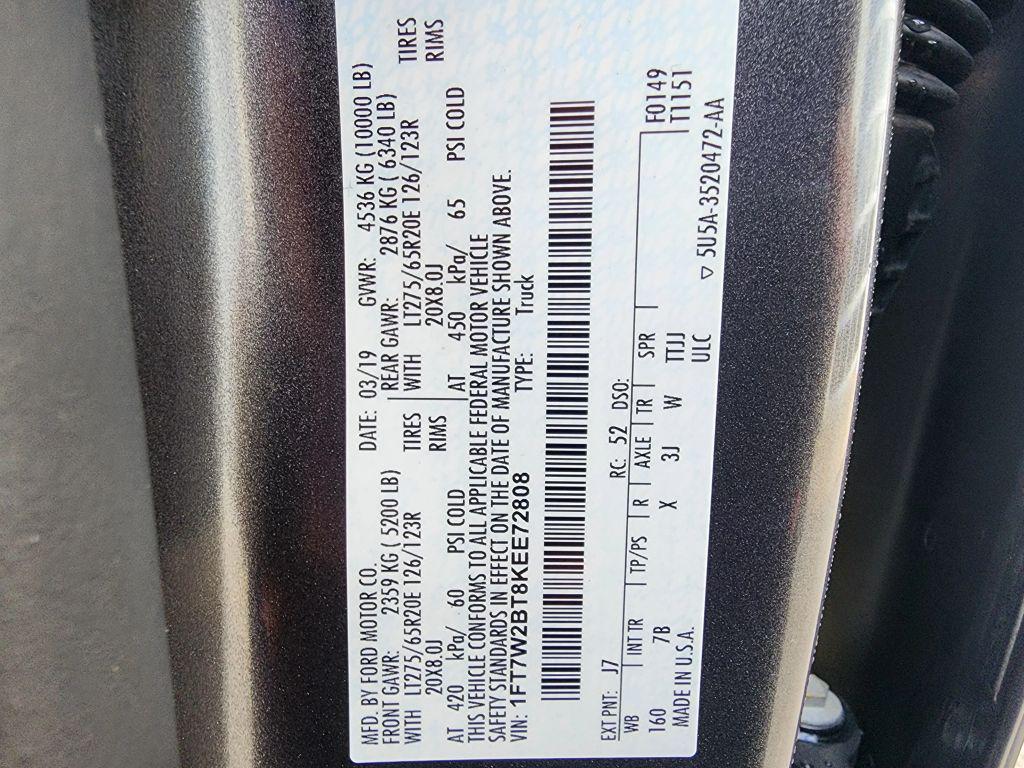 MFD. BY FORD MOTOR CO.
DATE: 03/19 GVWR: 4536 KG (10000 LB)
FRONT GAWR: 2359 KG ( 5200 LB) REAR GAWR: 2876 KG ( 6340 LB)
WITH LT275/65R20E 126/123R TIRES WITH LT275/65R20E 126/123R TIRES
20X8.0J RIMS 20X8.0J RIMS
AT 420 kPa/ 60 PSI COLD AT 450 kPa/ 65 PSI COLD
THIS VEHICLE CONFORMS TO ALL APPLICABLE FEDERAL MOTOR VEHICLE
SAFETY STANDARDS IN EFFECT ON THE DATE OF MANUFACTURE SHOWN ABOVE.
VIN: 1FT7W2BT8KEE72808 TYPE: Truck
EXT PNT: J7 RC: 52 DSO: F0149
WB INT TR TP/PS R AXLE TR SPR T1151
160 7B X 3J W TTJJ
MADE IN U.S.A. ULC ▽ 5U5A-3520472-AA